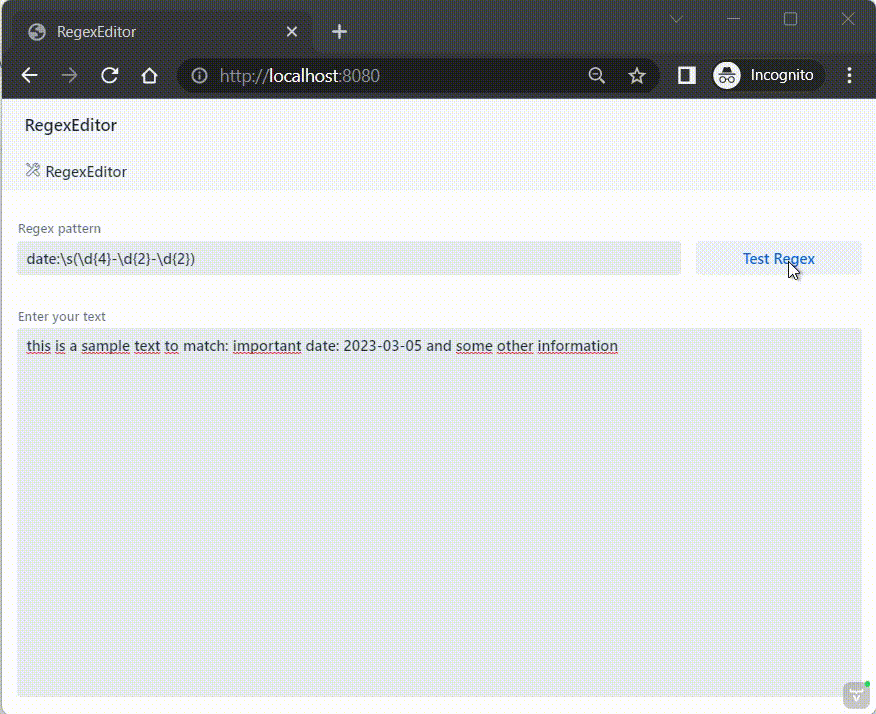 RegexEditor
http://localhost:8080
Incognito
RegexEditor
RegexEditor
Regex pattern
date:\s(\d{4}-\d{2}-\d{2})
Test Regex
Enter your text
this is a sample text to match: important date: 2023-03-05 and some other information